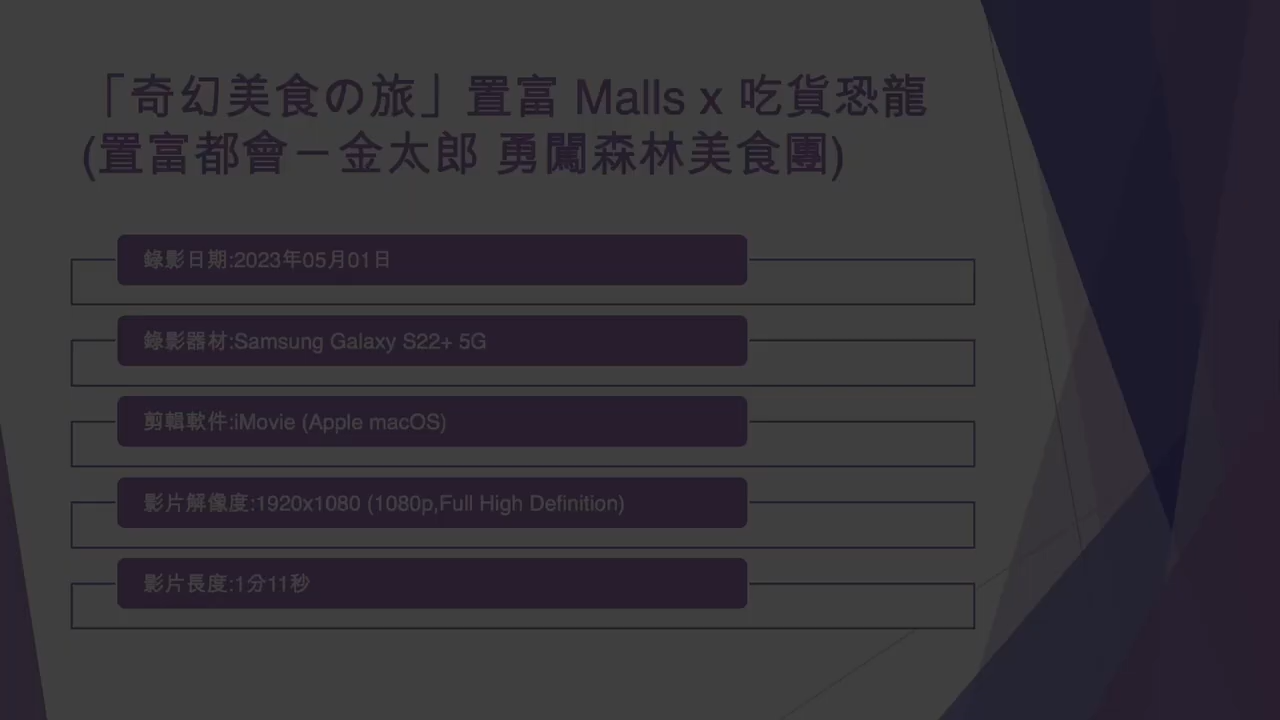 「奇幻美食の旅」置富 Malls x 吃貨恐龍
(置富都會－金太郎 勇闖森林美食團)
錄影日期:2023年05月01日
錄影器材:Samsung Galaxy S22+ 5G
剪輯軟件:iMovie (Apple macOS)
影片解像度:1920x1080 (1080p,Full High Definition)
影片長度:1分11秒